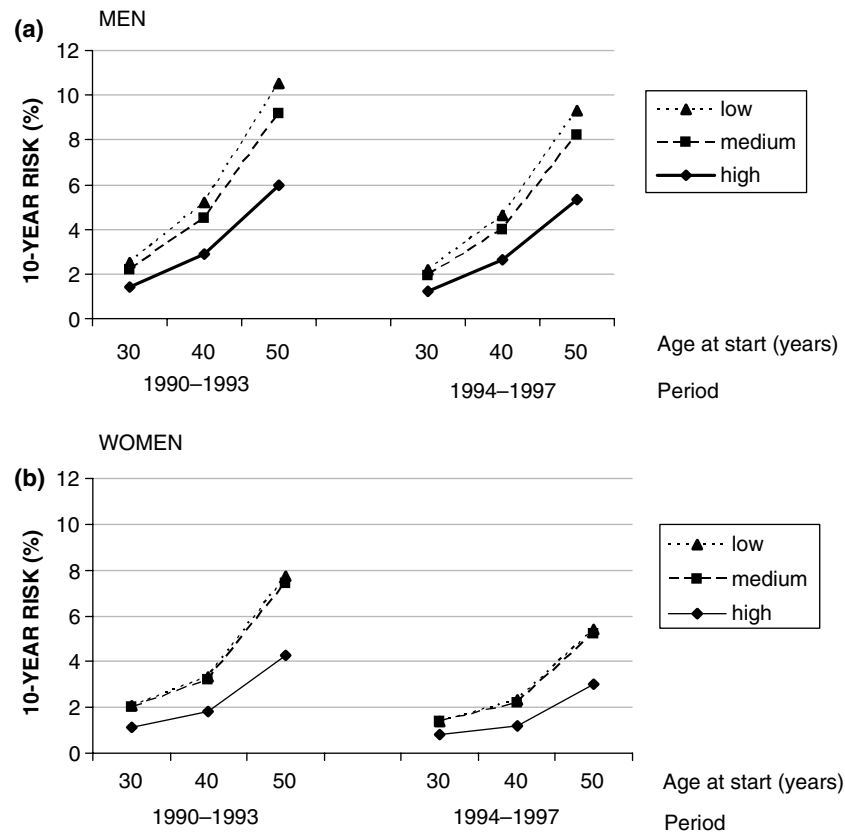 (a)
MEN
10-YEAR RISK (%)
12
10
8
6
4
2
0
30 40 50 30 40 50
Age at start (years)
1990–1993 1994–1997
Period
low
medium
high
(b)
WOMEN
10-YEAR RISK (%)
12
10
8
6
4
2
0
30 40 50 30 40 50
Age at start (years)
1990–1993 1994–1997
Period
low
medium
high